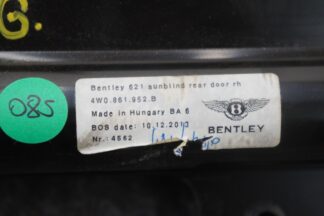 G.
085
Bentley 621 sunblind rear door rh
4W0.861.952.B
Made in Hungary BA 6
BOS date: 10.12.2013
Nr.: 4562
B
BENTLEY